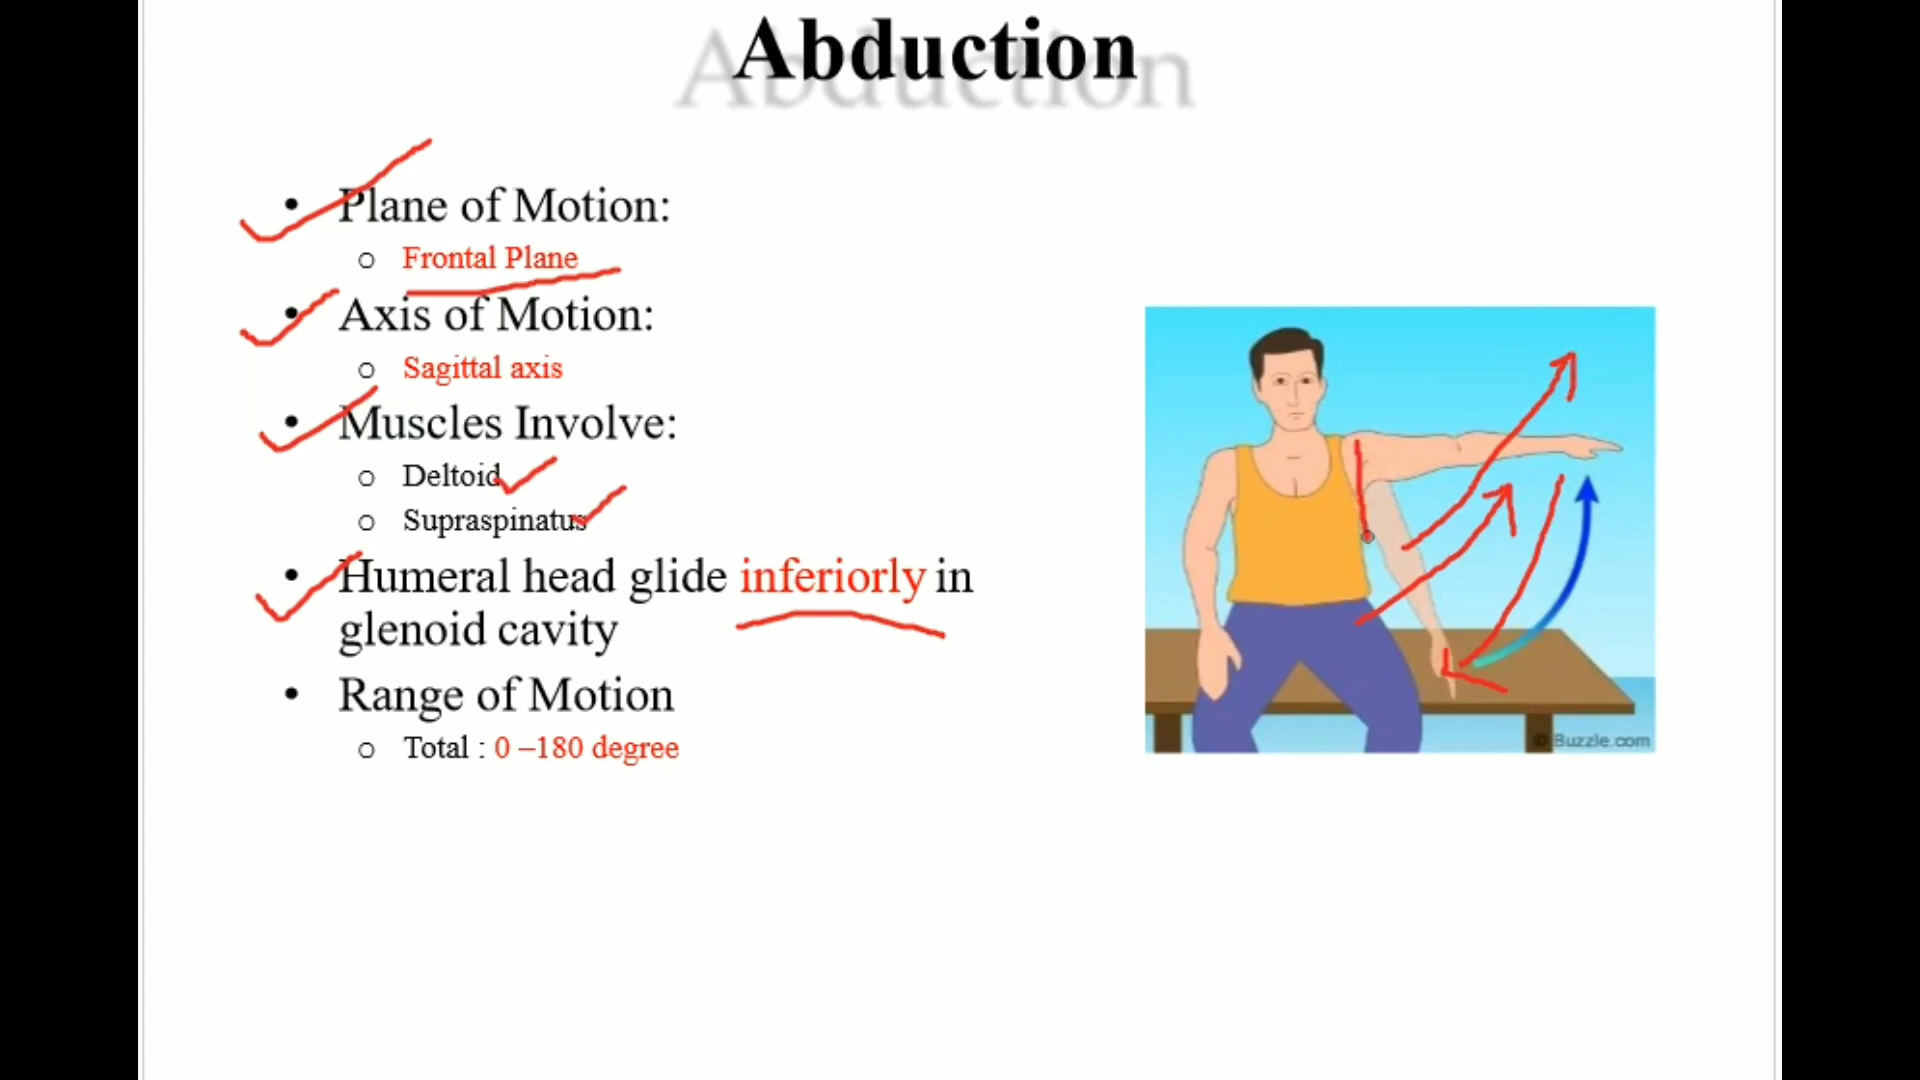 Abduction
• Plane of Motion:
o Frontal Plane
• Axis of Motion:
o Sagittal axis
• Muscles Involve:
o Deltoid
o Supraspinatus
• Humeral head glide inferiorly in
glenoid cavity
• Range of Motion
o Total : 0 –180 degree
© Buzzle.com